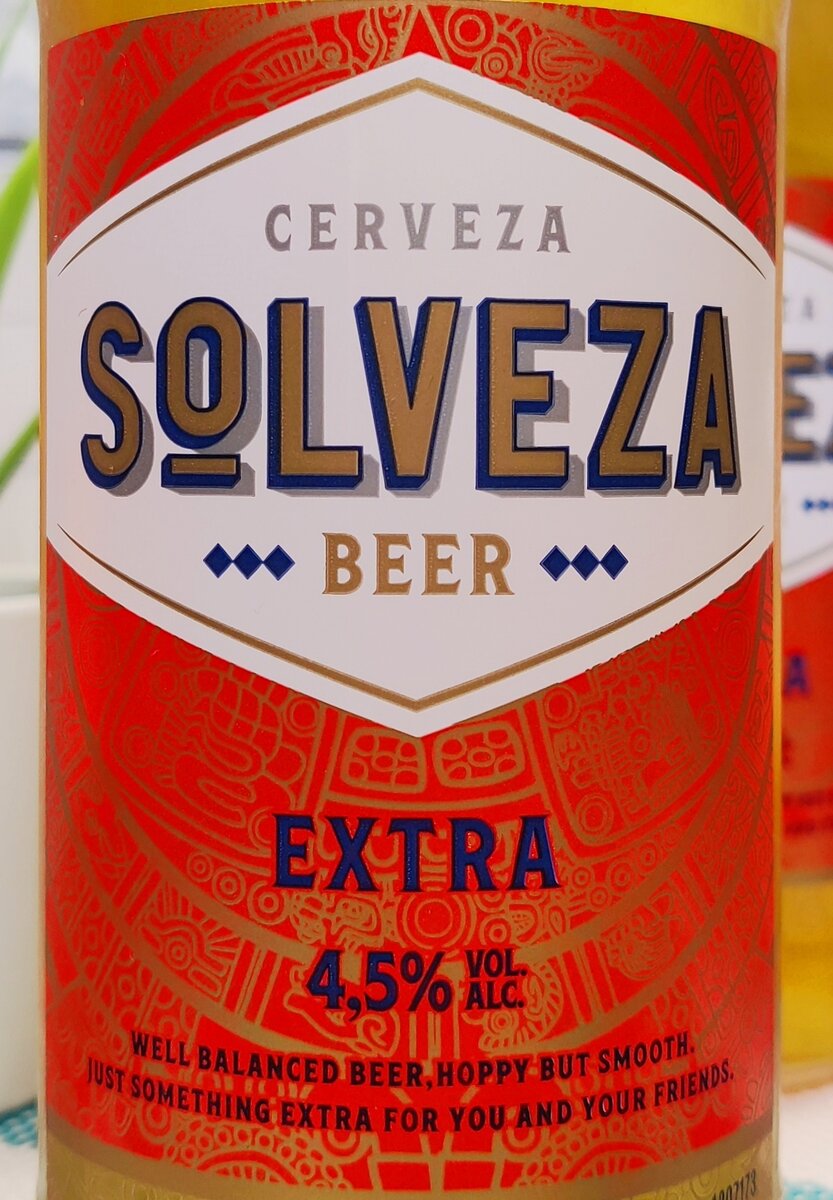 CERVEZA
SOLVEZA
BEER
EXTRA
4,5% VOL. ALC.
WELL BALANCED BEER,HOPPY BUT SMOOTH.
JUST SOMETHING EXTRA FOR YOU AND YOUR FRIENDS.